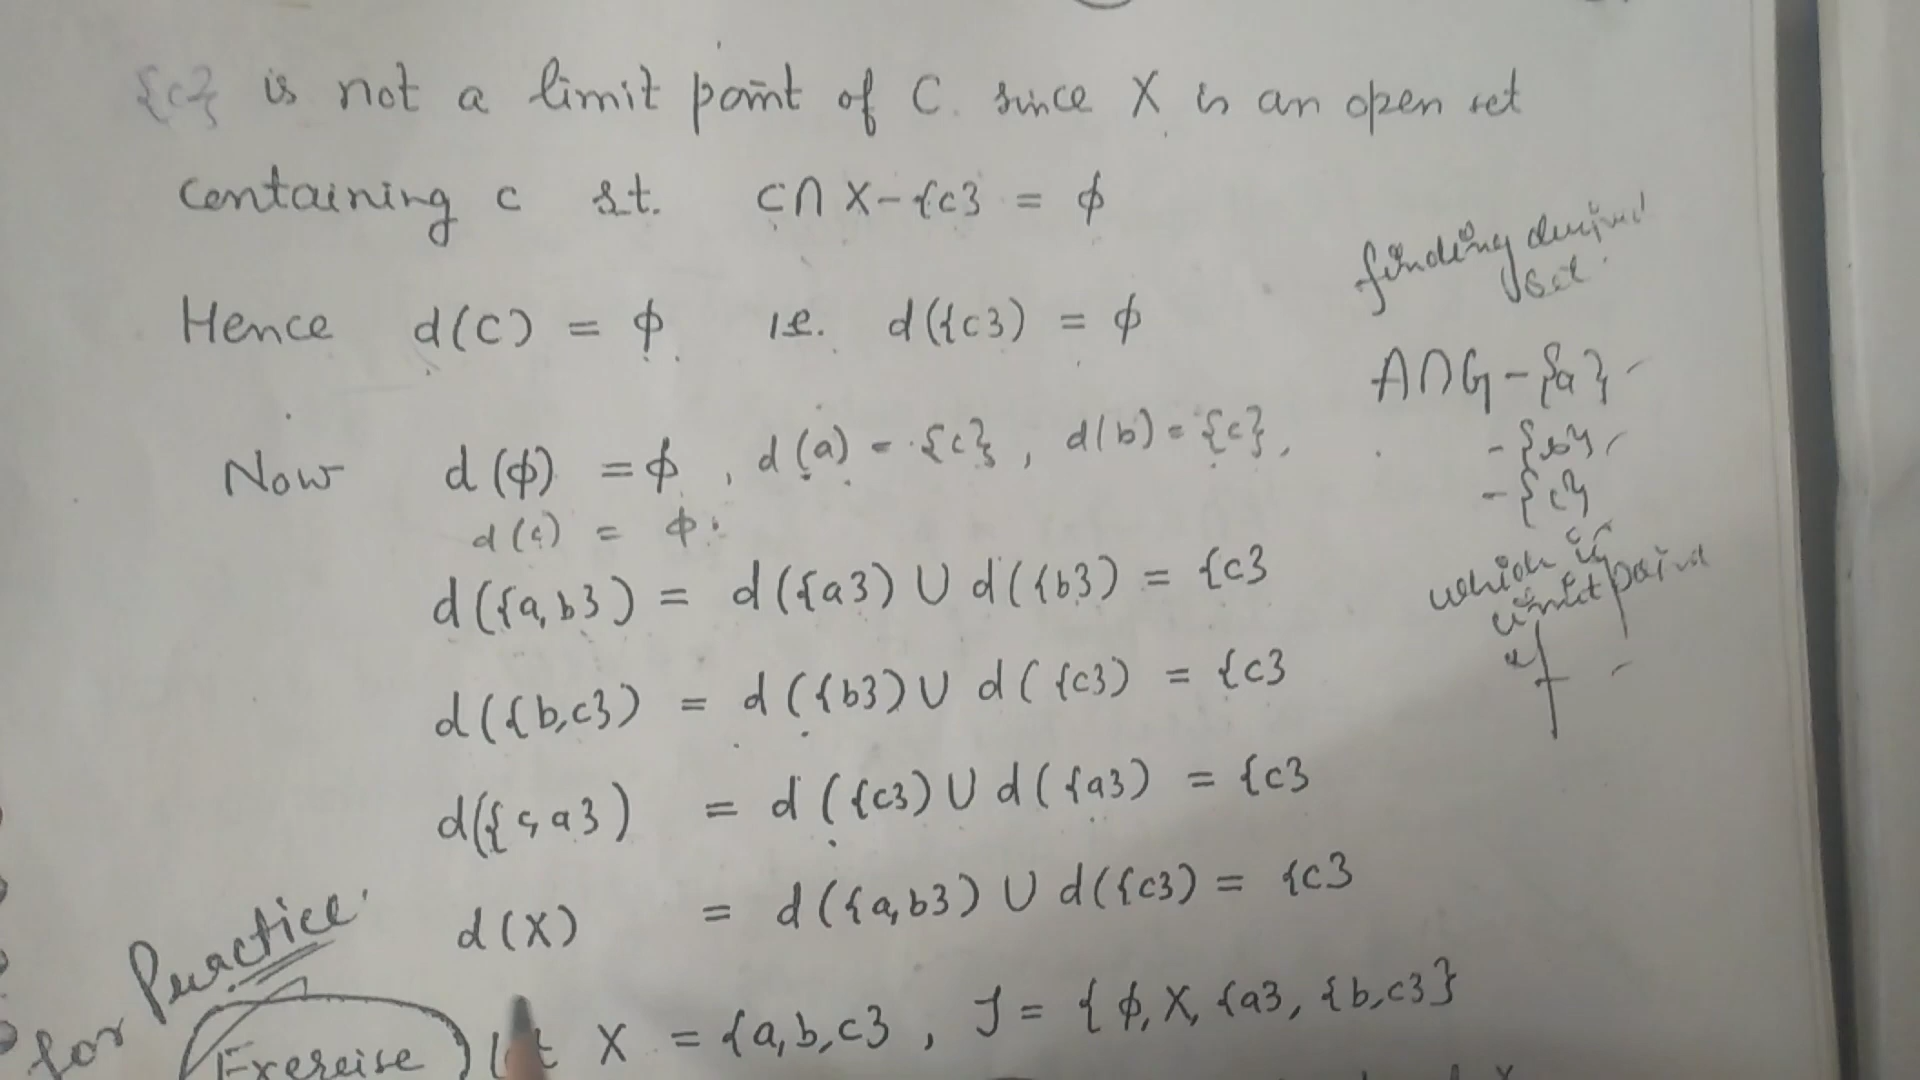 {c} is not a limit point of C. since X is an open set
containing c s.t. C∩X-{c} = ϕ
Hence d(C) = ϕ. i.e. d({c}) = ϕ
Now d(ϕ) = ϕ, d(a) = {c}, d(b) = {c},
d(c) = ϕ.
d({a,b}) = d({a}) ∪ d({b}) = {c}
d({b,c}) = d({b}) ∪ d({c}) = {c}
d({c,a}) = d({c}) ∪ d({a}) = {c}
d(X) = d({a,b}) ∪ d({c}) = {c}
finding derived
set
A∩G-{a}
-{b}
-{c}
which is
limit point
for Practice
Exercise) Let X = {a,b,c}, J = {ϕ, X, {a}, {b,c}}